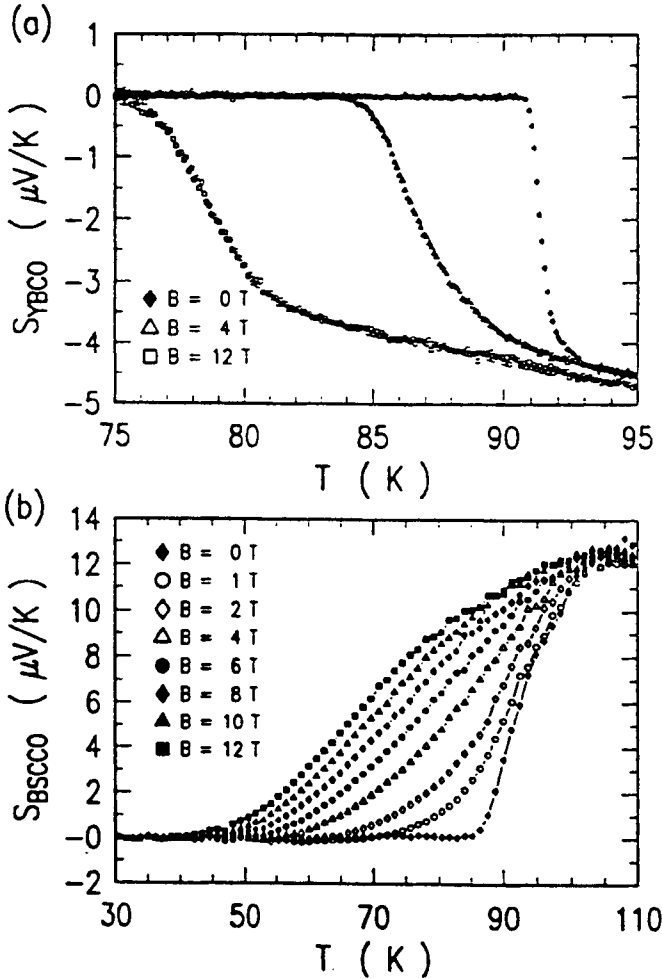 (a)
1
0
−1
−2
−3
−4
−5
S_YBCO ( μV/K )
◆ B = 0 T
△ B = 4 T
□ B = 12 T
75 80 85 90 95
T ( K )
(b)
14
12
10
8
6
4
2
−0
−2
S_BSCCO ( μV/K )
◆ B = 0 T
○ B = 1 T
◇ B = 2 T
△ B = 4 T
● B = 6 T
◆ B = 8 T
▲ B = 10 T
■ B = 12 T
30 50 70 90 110
T ( K )